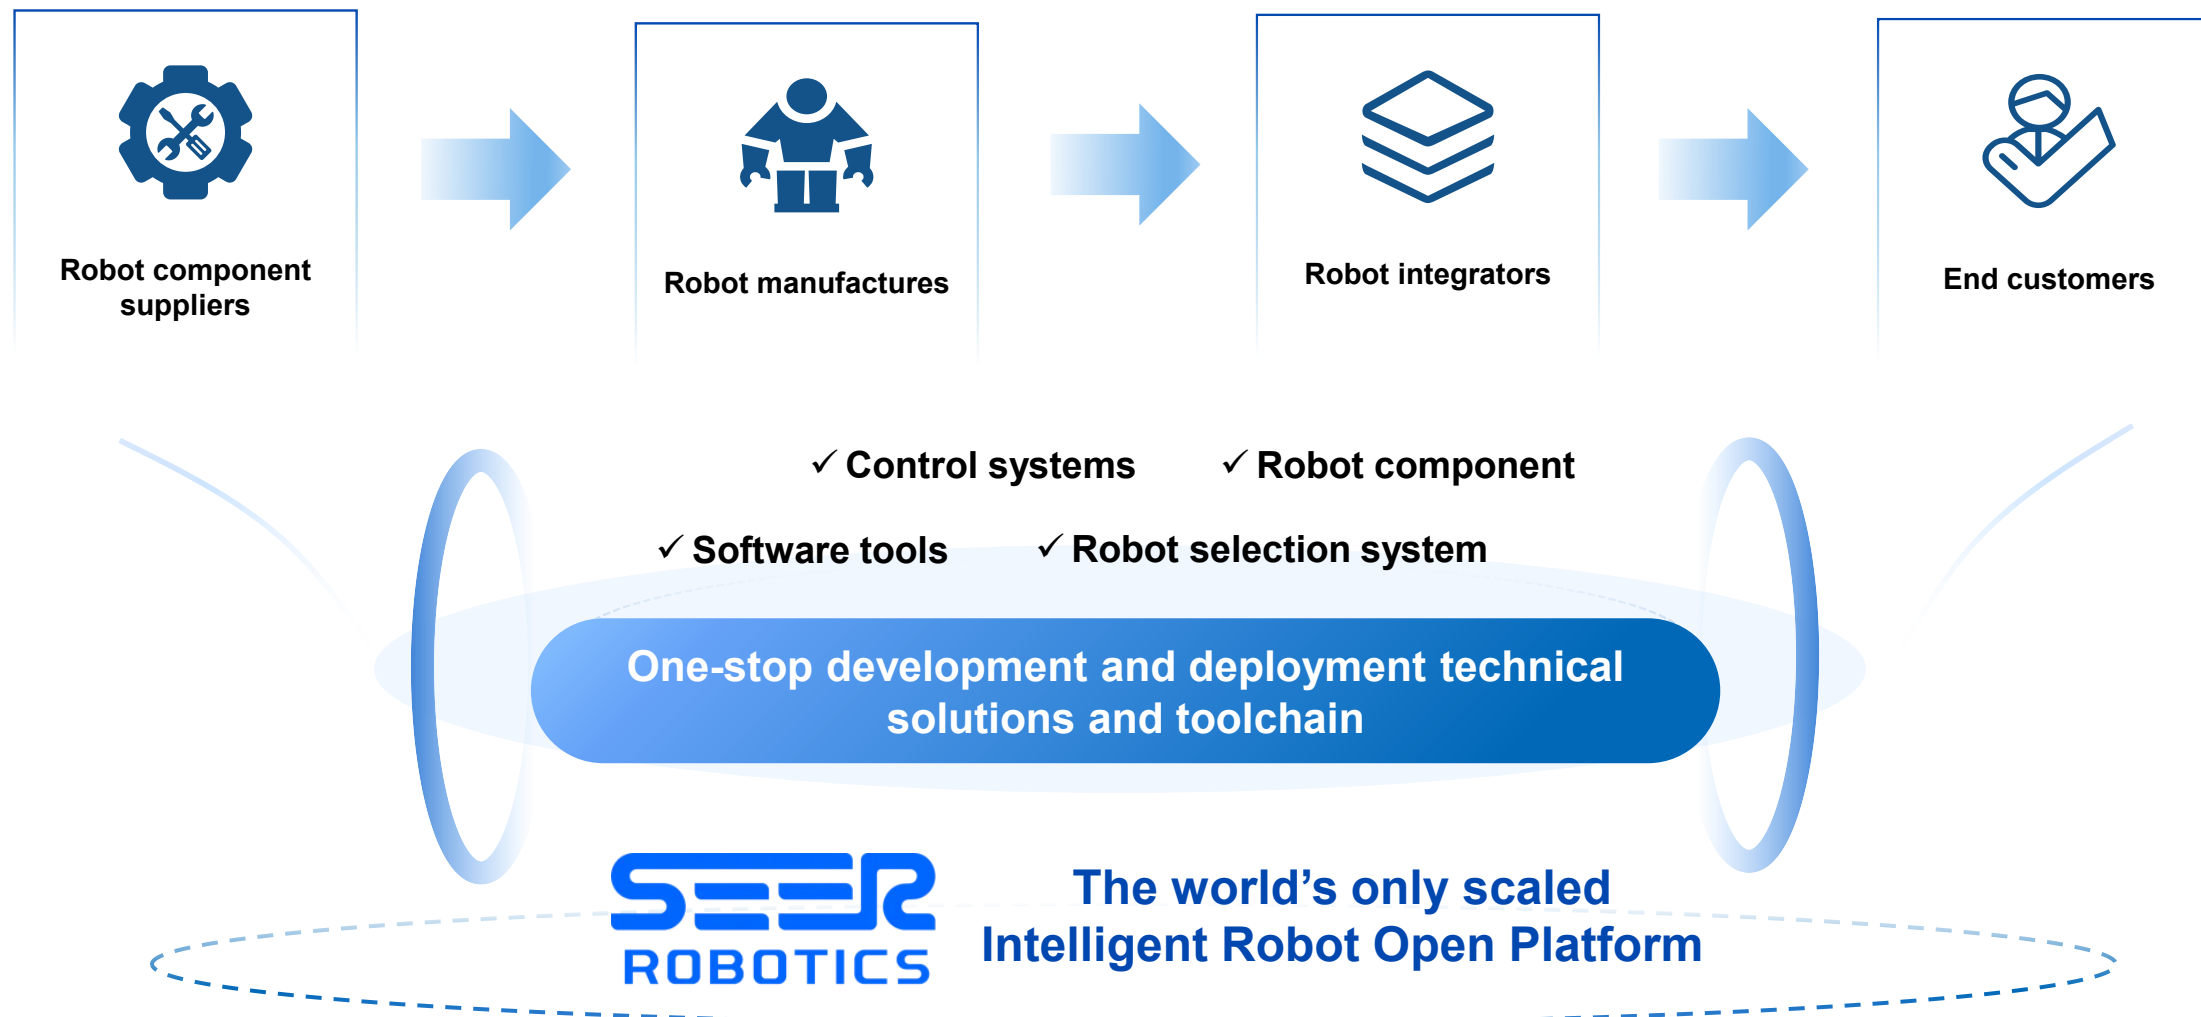 Robot component
suppliers
Robot manufactures
Robot integrators
End customers
✓ Control systems
✓ Robot component
✓ Software tools
✓ Robot selection system
One-stop development and deployment technical
solutions and toolchain
SEER
ROBOTICS
The world’s only scaled
Intelligent Robot Open Platform